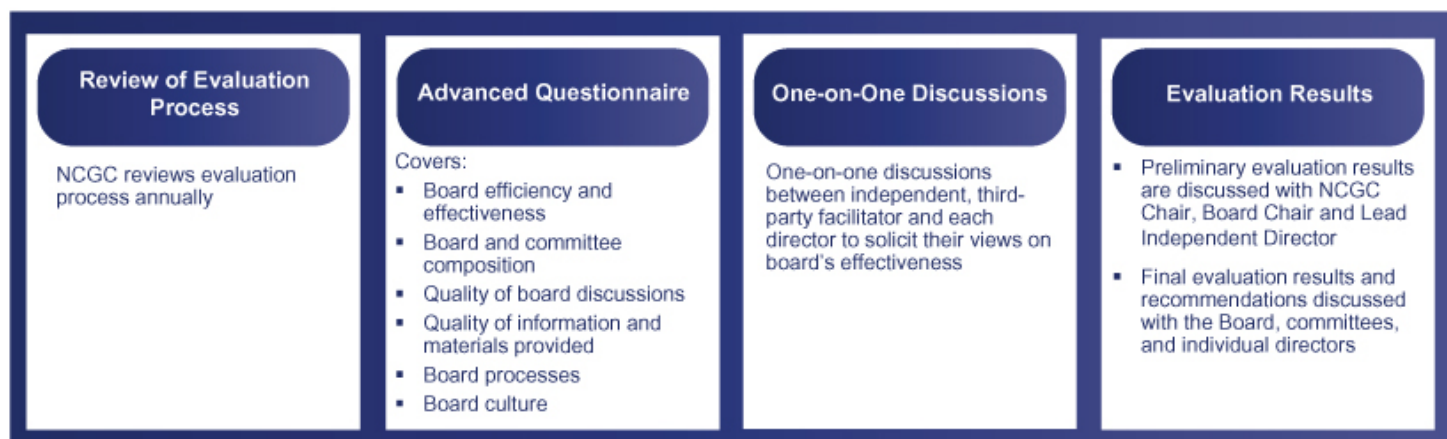 Review of Evaluation
Process
NCGC reviews evaluation
process annually
Advanced Questionnaire
Covers:
▪ Board efficiency and
effectiveness
▪ Board and committee
composition
▪ Quality of board discussions
▪ Quality of information and
materials provided
▪ Board processes
▪ Board culture
One-on-One Discussions
One-on-one discussions
between independent, third-
party facilitator and each
director to solicit their views on
board's effectiveness
Evaluation Results
▪ Preliminary evaluation results
are discussed with NCGC
Chair, Board Chair and Lead
Independent Director
▪ Final evaluation results and
recommendations discussed
with the Board, committees,
and individual directors